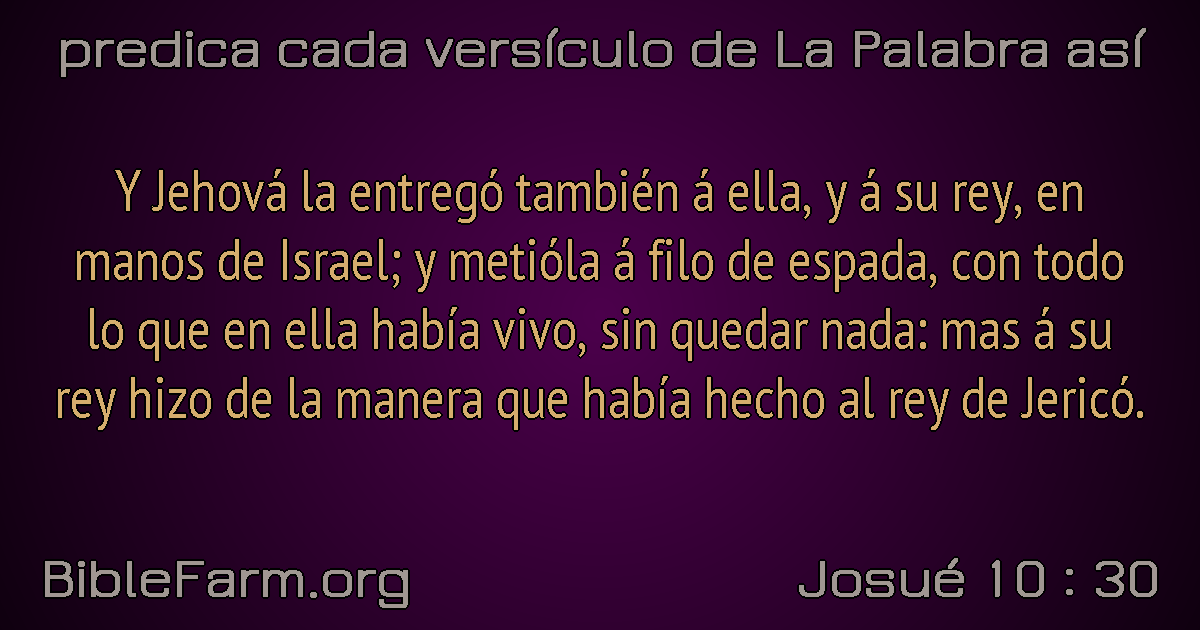 predica cada versículo de La Palabra así
Y Jehová la entregó también á ella, y á su rey, en
manos de Israel; y metióla á filo de espada, con todo
lo que en ella había vivo, sin quedar nada: mas á su
rey hizo de la manera que había hecho al rey de Jericó.
BibleFarm.org
Josué 10 : 30